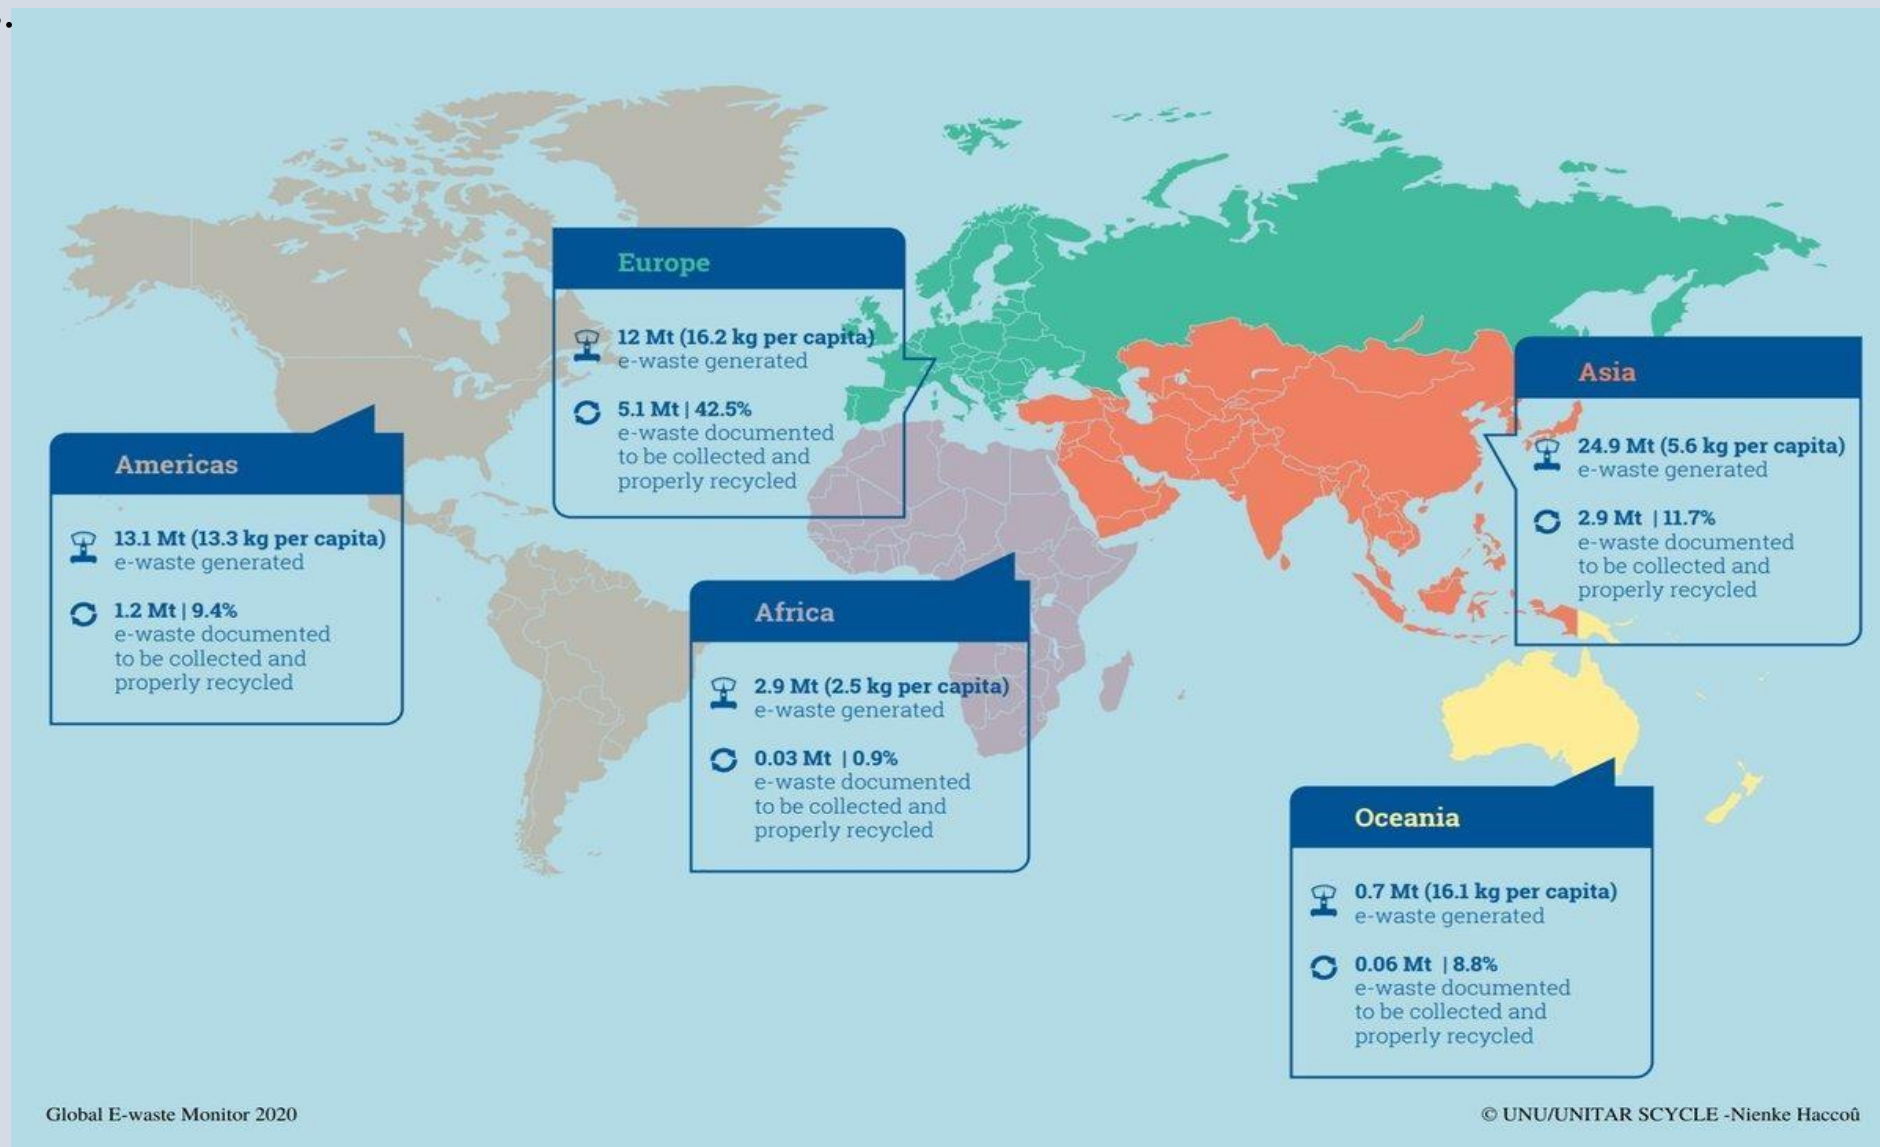 Europe
12 Mt (16.2 kg per capita)
e-waste generated
5.1 Mt | 42.5%
e-waste documented
to be collected and
properly recycled
Asia
24.9 Mt (5.6 kg per capita)
e-waste generated
2.9 Mt | 11.7%
e-waste documented
to be collected and
properly recycled
Americas
13.1 Mt (13.3 kg per capita)
e-waste generated
1.2 Mt | 9.4%
e-waste documented
to be collected and
properly recycled
Africa
2.9 Mt (2.5 kg per capita)
e-waste generated
0.03 Mt | 0.9%
e-waste documented
to be collected and
properly recycled
Oceania
0.7 Mt (16.1 kg per capita)
e-waste generated
0.06 Mt | 8.8%
e-waste documented
to be collected and
properly recycled
Global E-waste Monitor 2020
© UNU/UNITAR SCYCLE -Nienke Haccoû